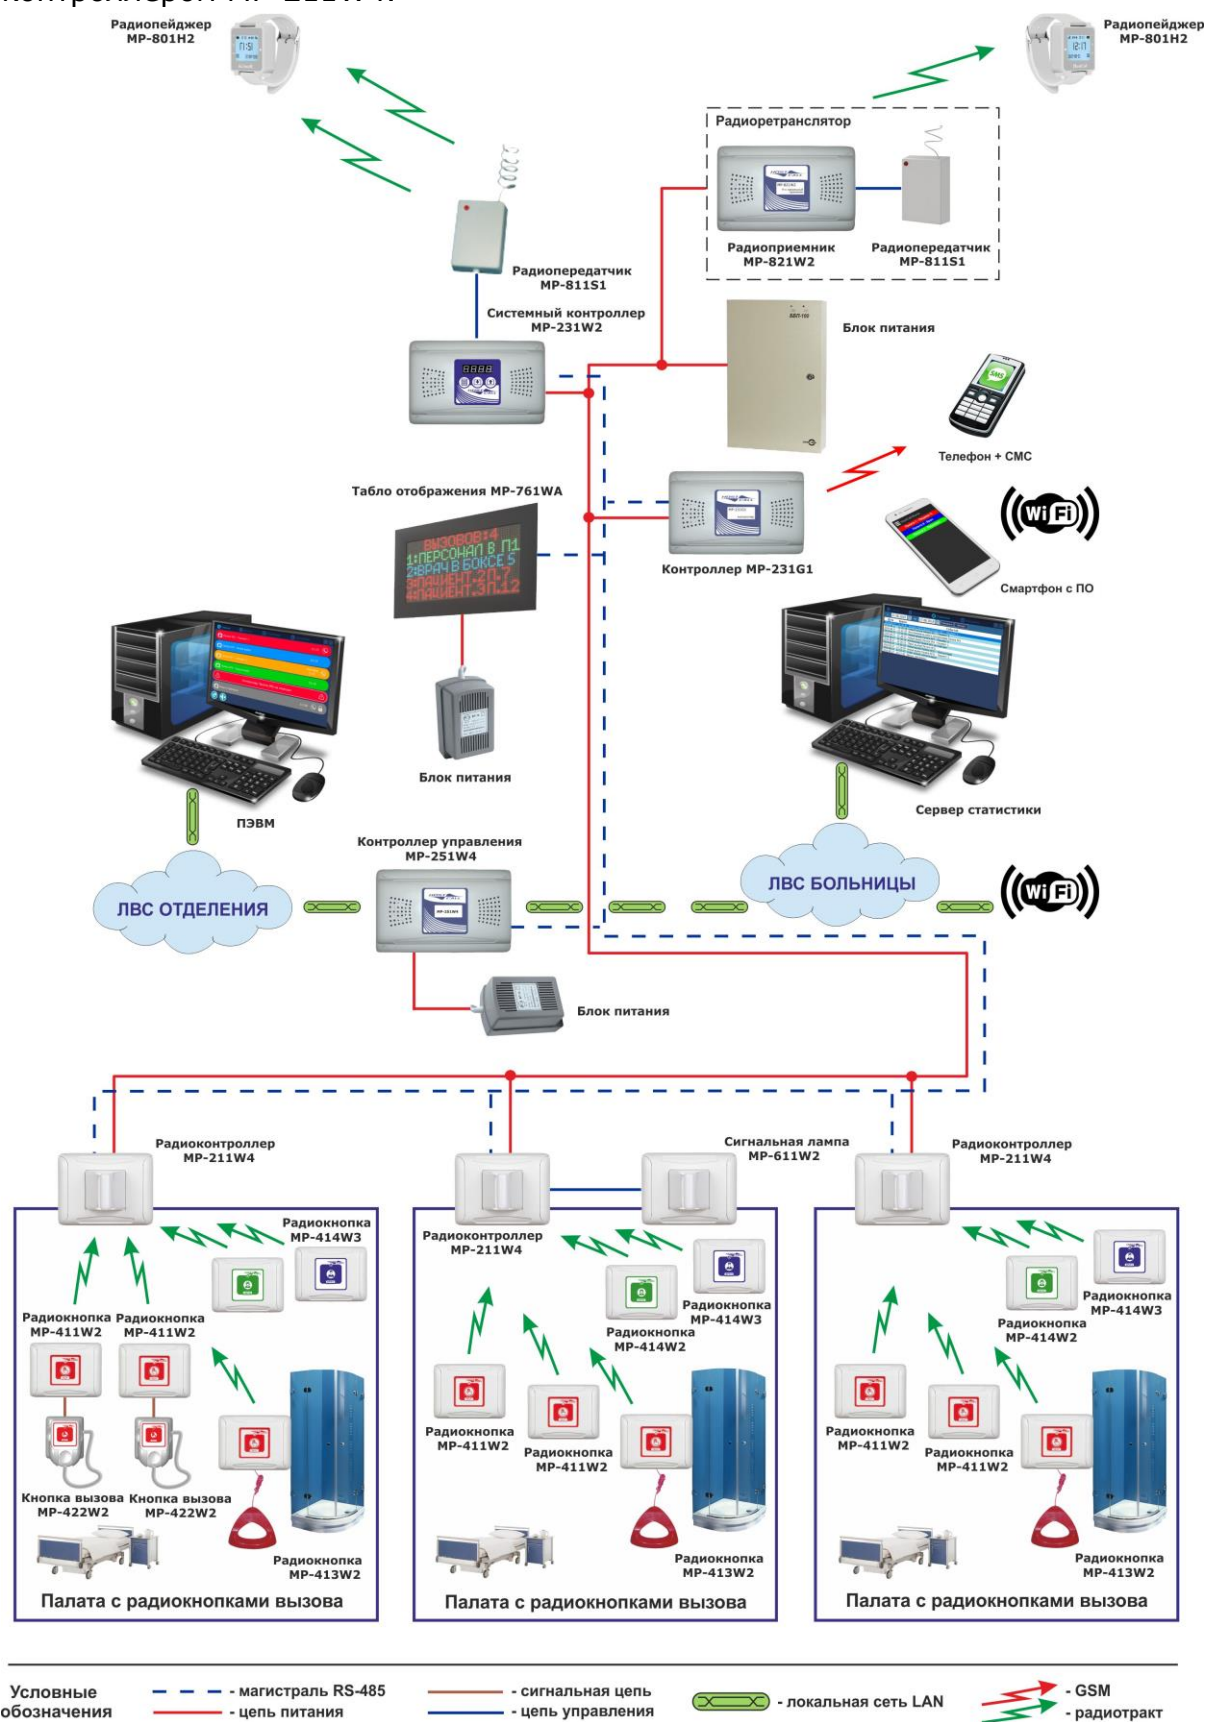 Радиопейджер
МР-801Н2
Радиопейджер
МР-801Н2
Радиоретранслятор
Радиоприемник
МР-821W2
Радиопередатчик
МР-811S1
Радиопередатчик
МР-811S1
Системный контроллер
МР-231W2
Блок питания
Телефон + СМС
SMS
Табло отображения МР-761WA
ВЫЗОВОВ:4
1:ПЕРСОНАЛ В П1
2:ВРАЧ В БОКСЕ 5
3:ПАЦИЕНТ.2П.7
4:ПАЦИЕНТ.3П.12
Контроллер МР-231G1
Wi Fi
Смартфон с ПО
Блок питания
ПЭВМ
Сервер статистики
Контроллер управления
МР-251W4
ЛВС ОТДЕЛЕНИЯ
ЛВС БОЛЬНИЦЫ
Wi Fi
Блок питания
Радиоконтроллер
МР-211W4
Сигнальная лампа
МР-611W2
Радиоконтроллер
МР-211W4
Радиокнопка
МР-414W3
Радиоконтроллер
МР-211W4
Радиокнопка
МР-411W2
Радиокнопка
МР-411W2
Радиокнопка
МР-414W3
Радиокнопка
МР-414W2
Радиокнопка
МР-414W3
Радиокнопка
МР-414W2
Радиокнопка
МР-411W2
Радиокнопка
МР-411W2
Радиокнопка
МР-411W2
Радиокнопка
МР-411W2
Кнопка вызова
МР-422W2
Кнопка вызова
МР-422W2
Радиокнопка
МР-413W2
Радиокнопка
МР-413W2
Радиокнопка
МР-413W2
Палата с радиокнопками вызова
Палата с радиокнопками вызова
Палата с радиокнопками вызова
Условные
обозначения
- магистраль RS-485
- цепь питания
- сигнальная цепь
- цепь управления
- локальная сеть LAN
- GSM
- радиотракт